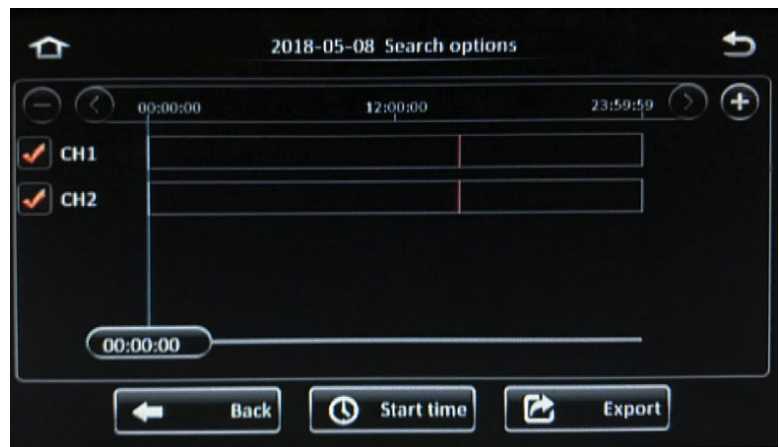 2018-05-08 Search options
00:00:00 12:00:00 23:59:59
CH1
CH2
00:00:00
Back Start time Export